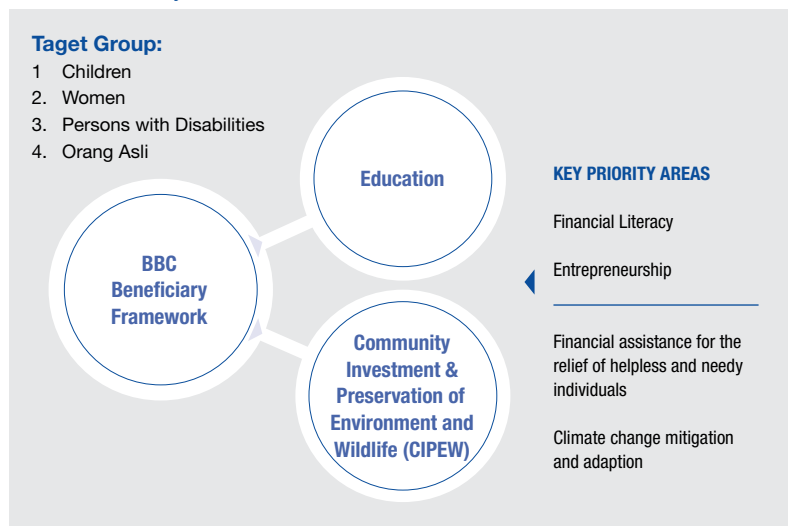 Taget Group:
1 Children
2. Women
3. Persons with Disabilities
4. Orang Asli
Education
BBC
Beneficiary
Framework
Community
Investment &
Preservation of
Environment and
Wildlife (CIPEW)
KEY PRIORITY AREAS
Financial Literacy
Entrepreneurship
Financial assistance for the
relief of helpless and needy
individuals
Climate change mitigation
and adaption